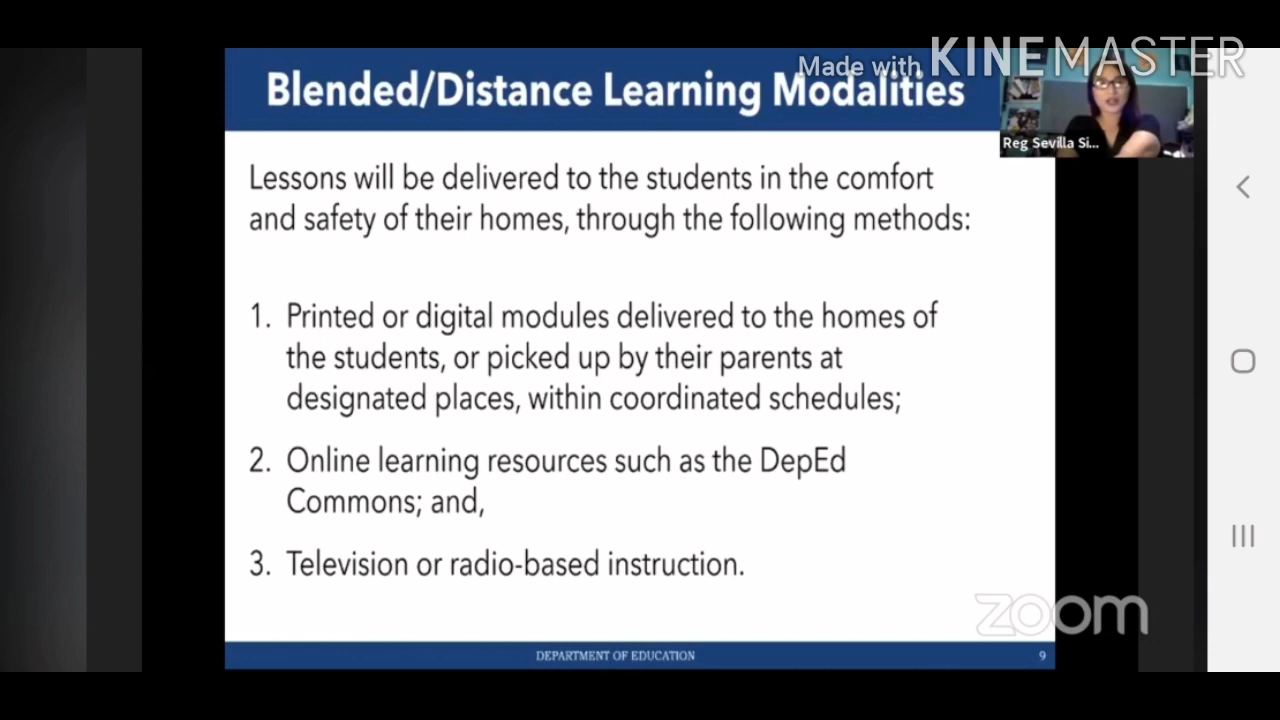 Made with KINEMASTER
Blended/Distance Learning Modalities
Reg Sevilla Si...
Lessons will be delivered to the students in the comfort
and safety of their homes, through the following methods:
1. Printed or digital modules delivered to the homes of
the students, or picked up by their parents at
designated places, within coordinated schedules;
2. Online learning resources such as the DepEd
Commons; and,
3. Television or radio-based instruction.
zoom
DEPARTMENT OF EDUCATION 9